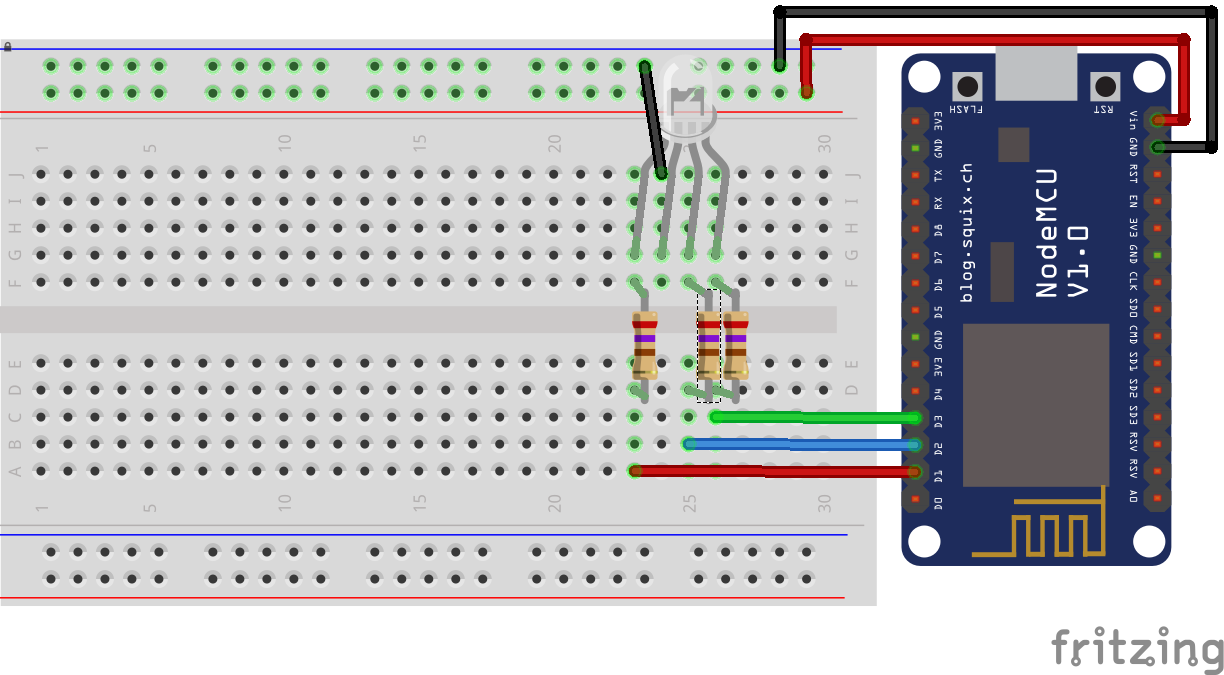 1 5 10 15 20 25 30
J J
I I
H H
G G
F F
E E
D D
C C
B B
A A
1 5 10 15 20 25 30
FLASH RST
3V3
GND
TX
RX
D8
D7
D6
D5
GND
3V3
D4
D3
D2
D1
D0
blog.squix.ch
NodeMCU
V1.0
Vin
GND
RST
EN
3V3
GND
CLK
SD0
CMD
SD1
SD2
SD3
RSV
RSV
A0
fritzing